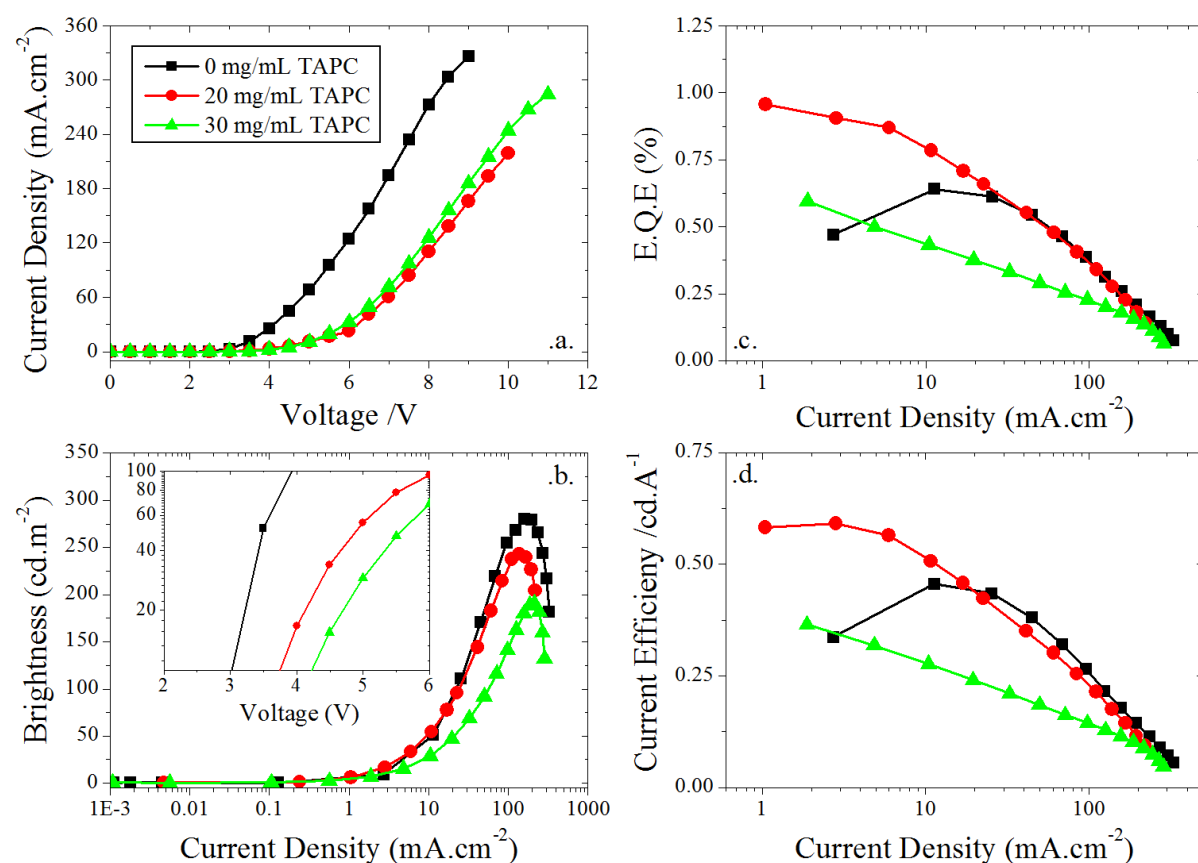 360
300
240
180
120
60
0
Current Density (mA.cm-2)
0 mg/mL TAPC
20 mg/mL TAPC
30 mg/mL TAPC
.a.
0 2 4 6 8 10 12
Voltage /V
1.25
1.00
0.75
0.50
0.25
0.00
E.Q.E (%)
.c.
1 10 100
Current Density (mA.cm-2)
350
300
250
200
150
100
50
0
Brightness (cd.m-2)
.b.
100
80
60
40
20
2 3 4 5 6
Voltage (V)
1E-3 0.01 0.1 1 10 100 1000
Current Density (mA.cm-2)
0.75
0.50
0.25
0.00
Current Efficieny /cd.A-1
.d.
1 10 100
Current Density (mA.cm-2)